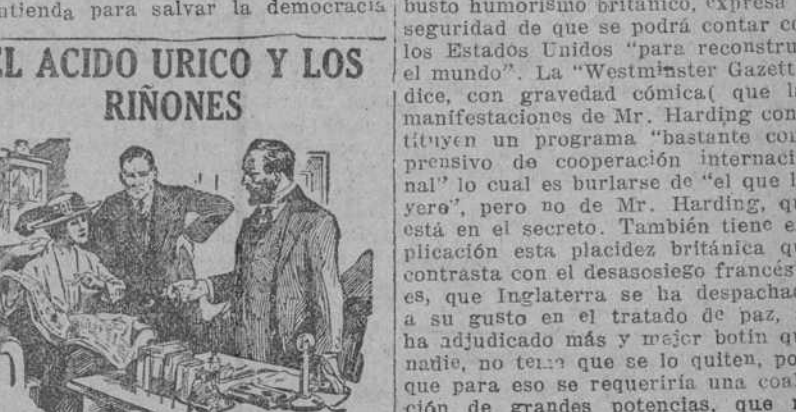 ntienda para salvar la democracia
EL ACIDO URICO Y LOS
RIÑONES
busto humorismo británico, expresa
seguridad de que se podrá contar co
los Estados Unidos “para reconstru
el mundo”. La “Westminster Gazett
dice, con gravedad cómica( que l
manifestaciones de Mr. Harding con
tituyen un programa “bastante com
prensivo de cooperación internaci
nal” lo cual es burlarse de “el que l
yere”, pero no de Mr. Harding, qu
está en el secreto. También tiene e
plicación esta placidez británica qu
contrasta con el desasosiego francés
es, que Inglaterra se ha despachad
a su gusto en el tratado de paz,
ha adjudicado más y mejor botín qu
nadie, no teme que se lo quiten, po
que para eso se requeriría una coal
ción de grandes potencias, que